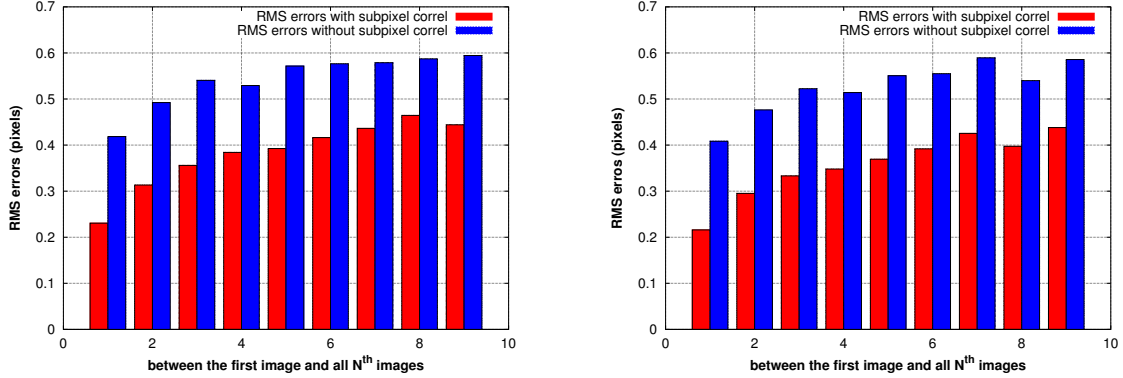 RMS errors (pixels)
0.7
0.6
0.5
0.4
0.3
0.2
0.1
0
RMS errors with subpixel correl
RMS errors without subpixel correl
0 2 4 6 8 10
between the first image and all Nth images
RMS erros (pixels)
0.7
0.6
0.5
0.4
0.3
0.2
0.1
0
RMS errors with subpixel correl
RMS errors without subpixel correl
0 2 4 6 8 10
between the first image and all Nth images